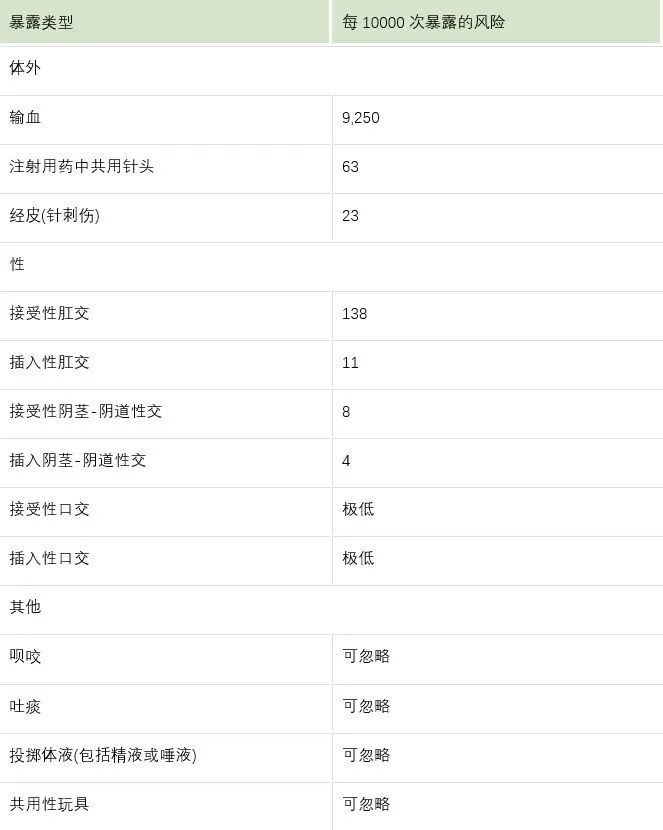 暴露类型 每 10000 次暴露的风险
体外
输血 9,250
注射用药中共用针头 63
经皮(针刺伤) 23
性
接受性肛交 138
插入性肛交 11
接受性阴茎-阴道性交 8
插入阴茎-阴道性交 4
接受性口交 极低
插入性口交 极低
其他
呗咬 可忽略
吐痰 可忽略
投掷体液(包括精液或唾液) 可忽略
共用性玩具 可忽略